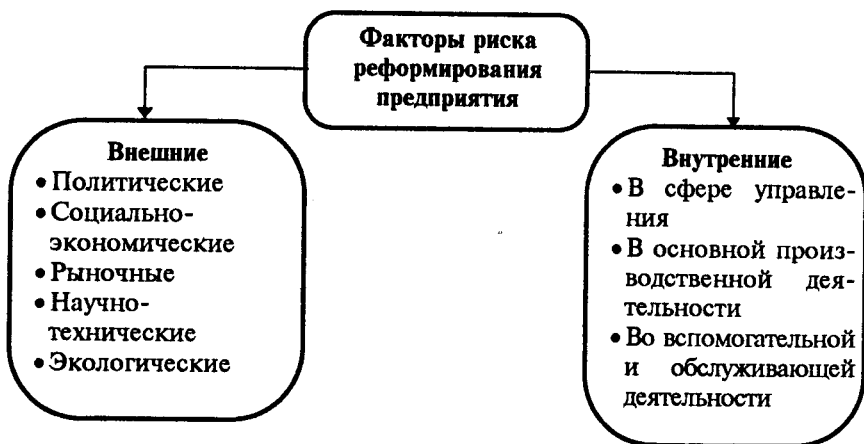 Факторы риска
реформирования
предприятия
Внешние
• Политические
• Социально-
экономические
• Рыночные
• Научно-
технические
• Экологические
Внутренние
• В сфере управле-
ния
• В основной произ-
водственной дея-
тельности
• Во вспомогательной
и обслуживающей
деятельности